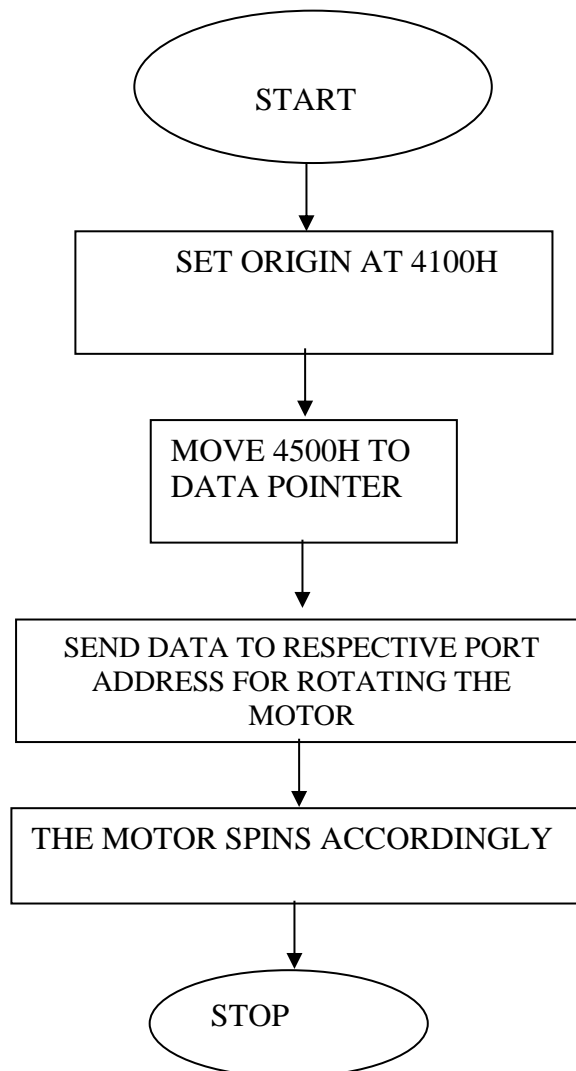 START
SET ORIGIN AT 4100H
MOVE 4500H TO
DATA POINTER
SEND DATA TO RESPECTIVE PORT
ADDRESS FOR ROTATING THE
MOTOR
THE MOTOR SPINS ACCORDINGLY
STOP